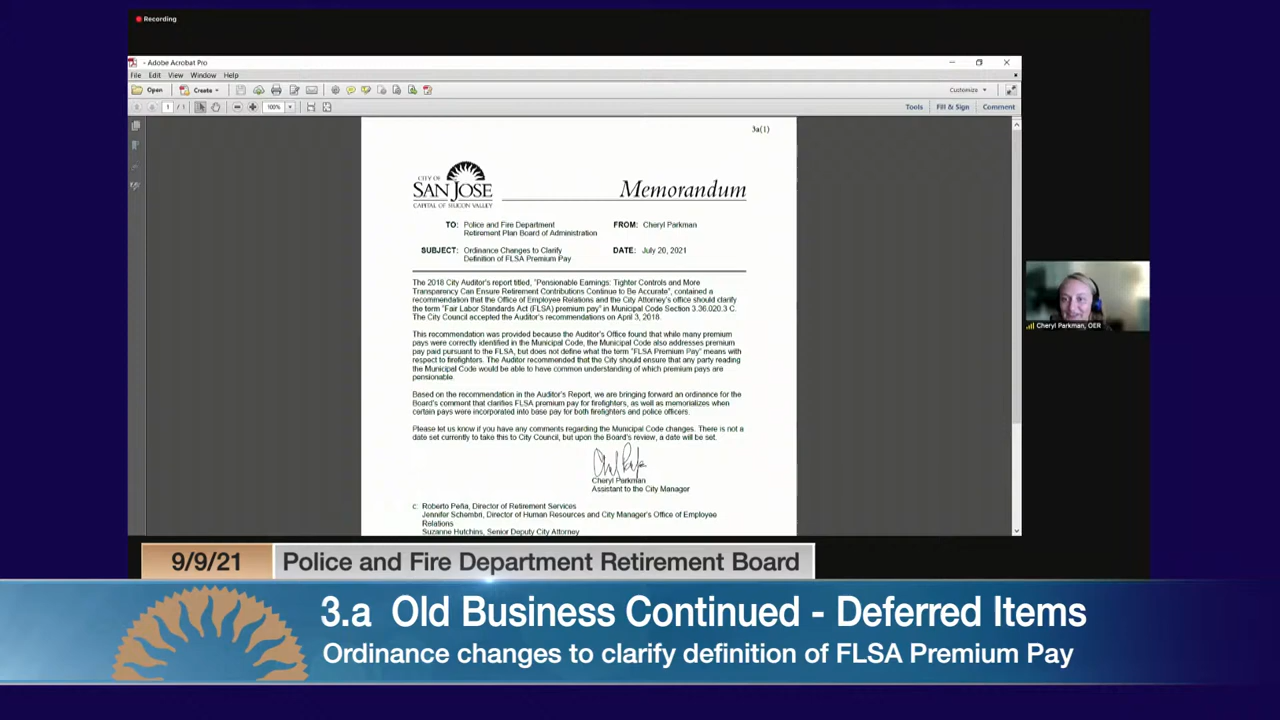 Recording
- Adobe Acrobat Pro
File Edit View Window Help
Open Create Customize
1 / 1 100% Tools Fill & Sign Comment
3a(1)
CITY OF
SAN JOSE
CAPITAL OF SILICON VALLEY
Memorandum
TO: Police and Fire Department FROM: Cheryl Parkman
Retirement Plan Board of Administration
SUBJECT: Ordinance Changes to Clarify DATE: July 20, 2021
Definition of FLSA Premium Pay
The 2018 City Auditor's report titled, "Pensionable Earnings: Tighter Controls and More
Transparency Can Ensure Retirement Contributions Continue to Be Accurate", contained a
recommendation that the Office of Employee Relations and the City Attorney's office should clarify
the term "Fair Labor Standards Act (FLSA) premium pay" in Municipal Code Section 3.36.020.3 C.
The City Council accepted the Auditor's recommendations on April 3, 2018.
This recommendation was provided because the Auditor's Office found that while many premium
pays were correctly identified in the Municipal Code, the Municipal Code also addresses premium
pay paid pursuant to the FLSA, but does not define what the term "FLSA Premium Pay" means with
respect to firefighters. The Auditor recommended that the City should ensure that any party reading
the Municipal Code would be able to have common understanding of which premium pays are
pensionable.
Based on the recommendation in the Auditor's Report, we are bringing forward an ordinance for the
Board's comment that clarifies FLSA premium pay for firefighters, as well as memorializes when
certain pays were incorporated into base pay for both firefighters and police officers.
Please let us know if you have any comments regarding the Municipal Code changes. There is not a
date set currently to take this to City Council, but upon the Board's review, a date will be set.
Cheryl Parkman
Assistant to the City Manager
c: Roberto Peña, Director of Retirement Services
Jennifer Schembri, Director of Human Resources and City Manager's Office of Employee
Relations
Suzanne Hutchins, Senior Deputy City Attorney
Cheryl Parkman, OER
9/9/21 Police and Fire Department Retirement Board
3.a Old Business Continued - Deferred Items
Ordinance changes to clarify definition of FLSA Premium Pay